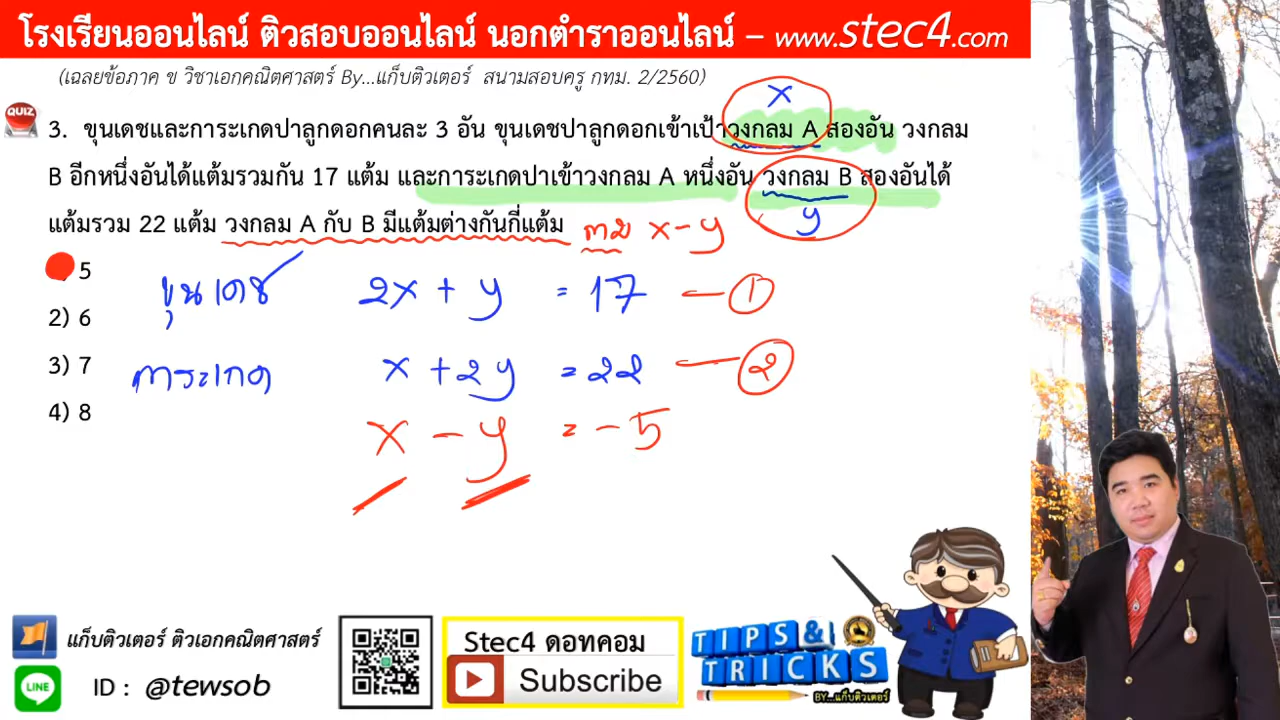 โรงเรียนออนไลน์ ติวสอบออนไลน์ นอกตำราออนไลน์ – www.stec4.com
(เฉลยข้อภาค ข วิชาเอกคณิตศาสตร์ By...แก็บติวเตอร์ สนามสอบครู กทม. 2/2560)
x
QUIZ
3. ขุนเดชและการะเกดปาลูกดอกคนละ 3 อัน ขุนเดชปาลูกดอกเข้าเป้าวงกลม A สองอัน วงกลม
B อีกหนึ่งอันได้แต้มรวมกัน 17 แต้ม และการะเกดปาเข้าวงกลม A หนึ่งอัน วงกลม B สองอันได้
แต้มรวม 22 แต้ม วงกลม A กับ B มีแต้มต่างกันกี่แต้ม ถาม x - y
y
5
ขุนเดช 2x + y = 17 — 1
2) 6
3) 7
การะเกด x + 2y = 22 — 2
4) 8
x - y = -5
แก็บติวเตอร์ ติวเอกคณิตศาสตร์
LINE ID : @tewsob
Stec4 ดอทคอม
Subscribe
TIPS &
TRICKS
BY...แก็บติวเตอร์